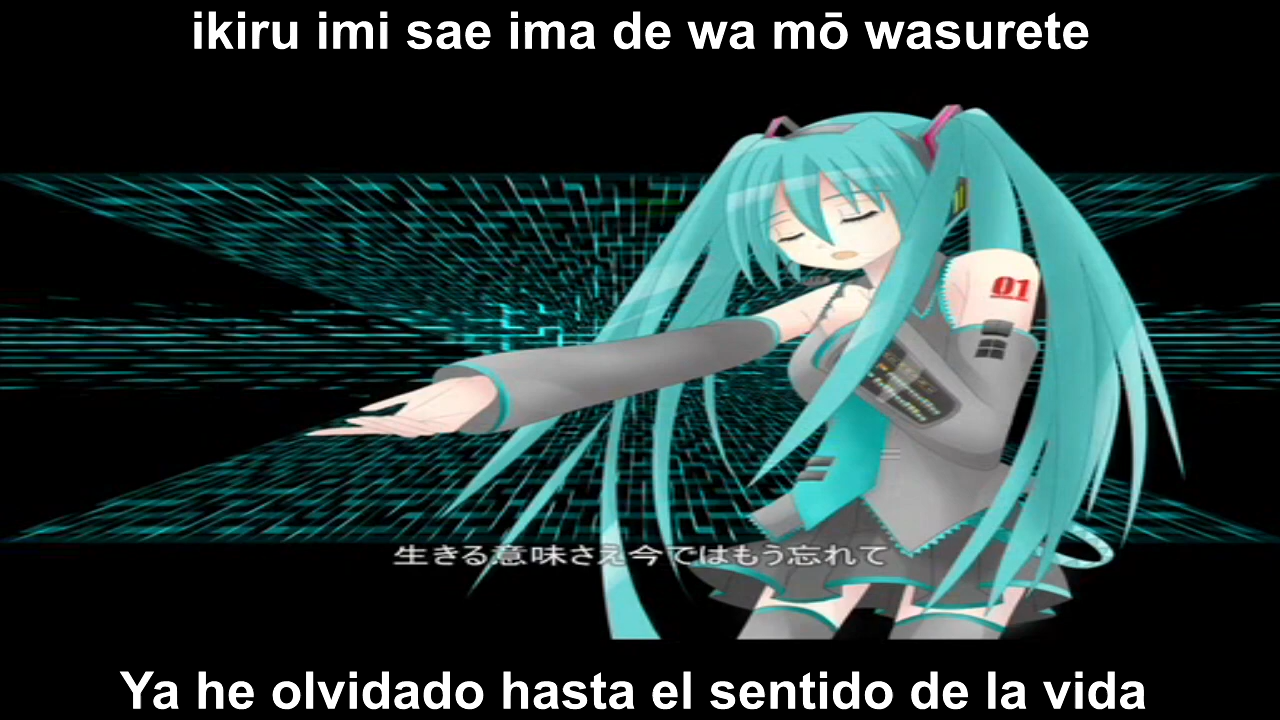 ikiru imi sae ima de wa mō wasurete
01
生きる意味さえ今ではもう忘れて
Ya he olvidado hasta el sentido de la vida